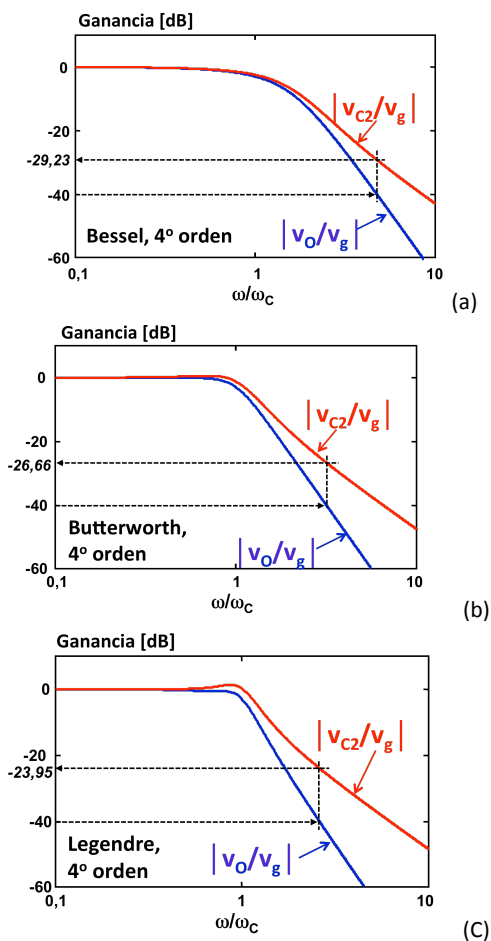 Ganancia [dB]
0
|vC2/vg|
-20
-29,23
-40
Bessel, 4º orden
|vO/vg|
-60
0,1
1
10
ω/ωC
(a)
Ganancia [dB]
0
|vC2/vg|
-20
-26,66
-40
Butterworth,
4º orden
|vO/vg|
-60
0,1
1
10
ω/ωC
(b)
Ganancia [dB]
0
|vC2/vg|
-20
-23,95
-40
Legendre,
4º orden
|vO/vg|
-60
0,1
1
10
ω/ωC
(C)